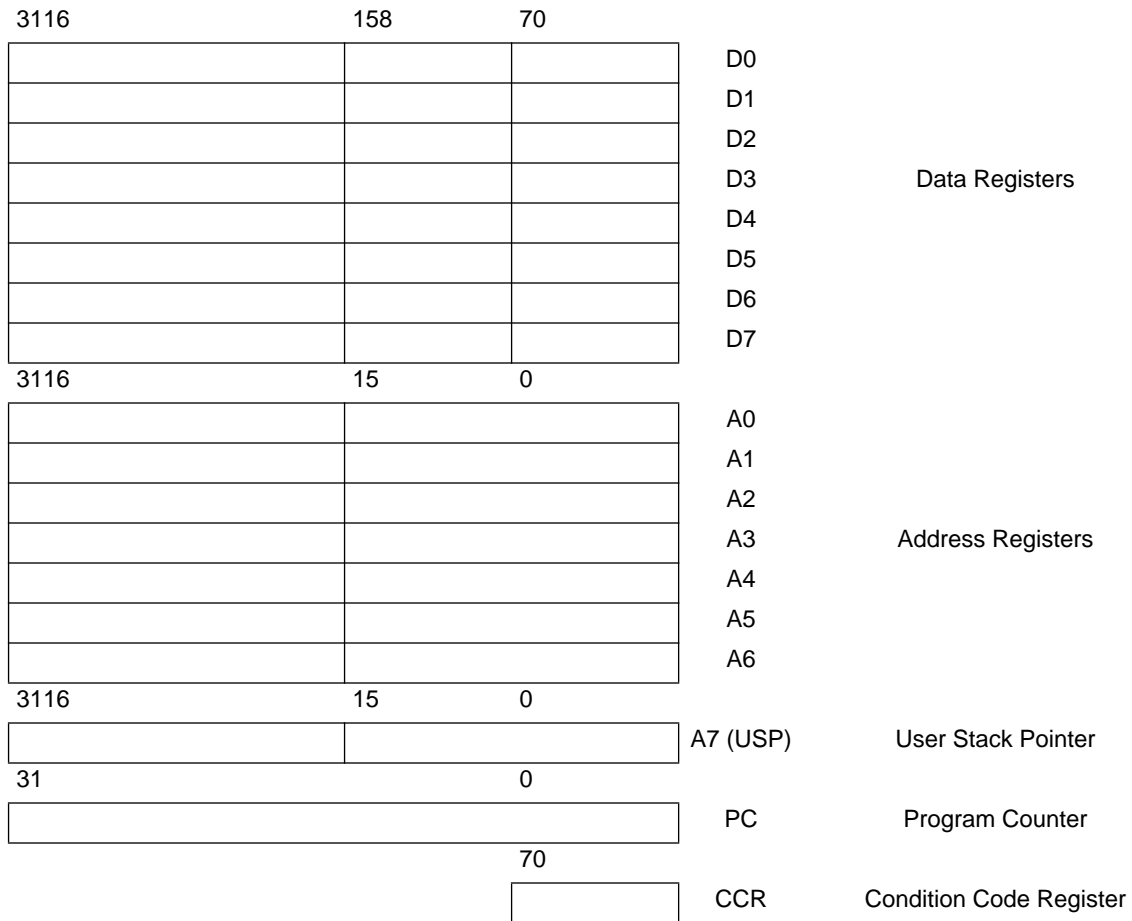 3116 158 70
D0
D1
D2
D3 Data Registers
D4
D5
D6
D7
3116 15 0
A0
A1
A2
A3 Address Registers
A4
A5
A6
3116 15 0
A7 (USP) User Stack Pointer
31 0
PC Program Counter
70
CCR Condition Code Register